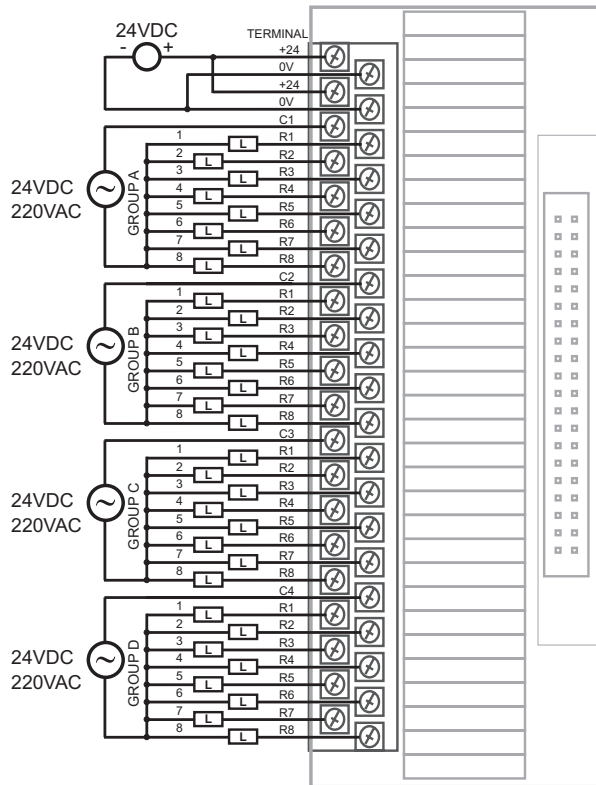 24VDC
- +
TERMINAL
+24
0V
+24
0V
C1
1 L R1
2 L R2
3 L R3
4 L R4
5 L R5
6 L R6
7 L R7
8 L R8
24VDC
220VAC
GROUP A
C2
1 L R1
2 L R2
3 L R3
4 L R4
5 L R5
6 L R6
7 L R7
8 L R8
24VDC
220VAC
GROUP B
C3
1 L R1
2 L R2
3 L R3
4 L R4
5 L R5
6 L R6
7 L R7
8 L R8
24VDC
220VAC
GROUP C
C4
1 L R1
2 L R2
3 L R3
4 L R4
5 L R5
6 L R6
7 L R7
8 L R8
24VDC
220VAC
GROUP D